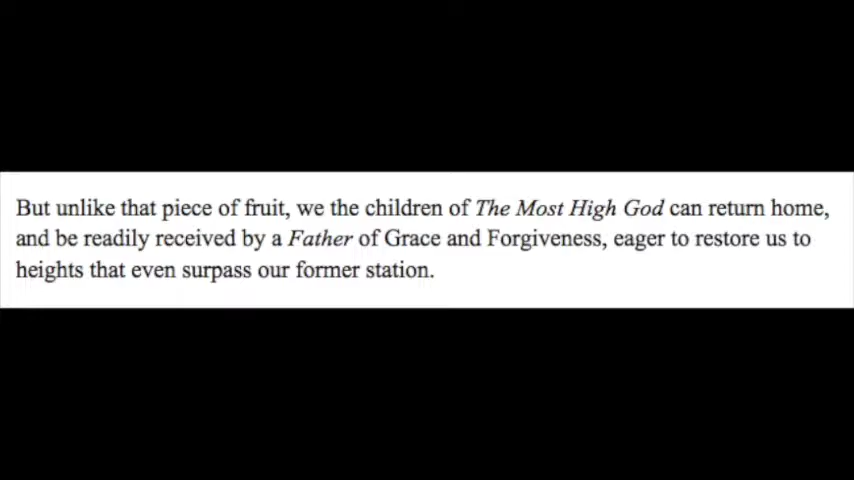 But unlike that piece of fruit, we the children of The Most High God can return home,
and be readily received by a Father of Grace and Forgiveness, eager to restore us to
heights that even surpass our former station.